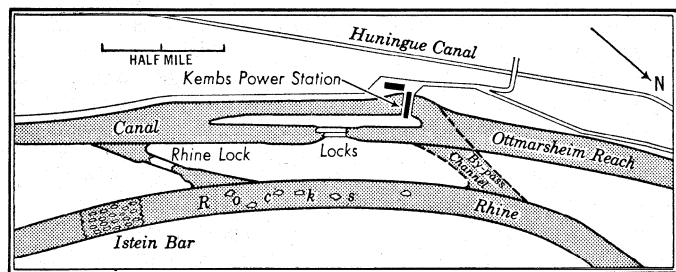 Huningue Canal
HALF MILE
N
Kembs Power Station
Canal
Rhine Lock
Locks
Ottmarsheim Reach
By-pass
Channel
Rocks
Rhine
Istein Bar